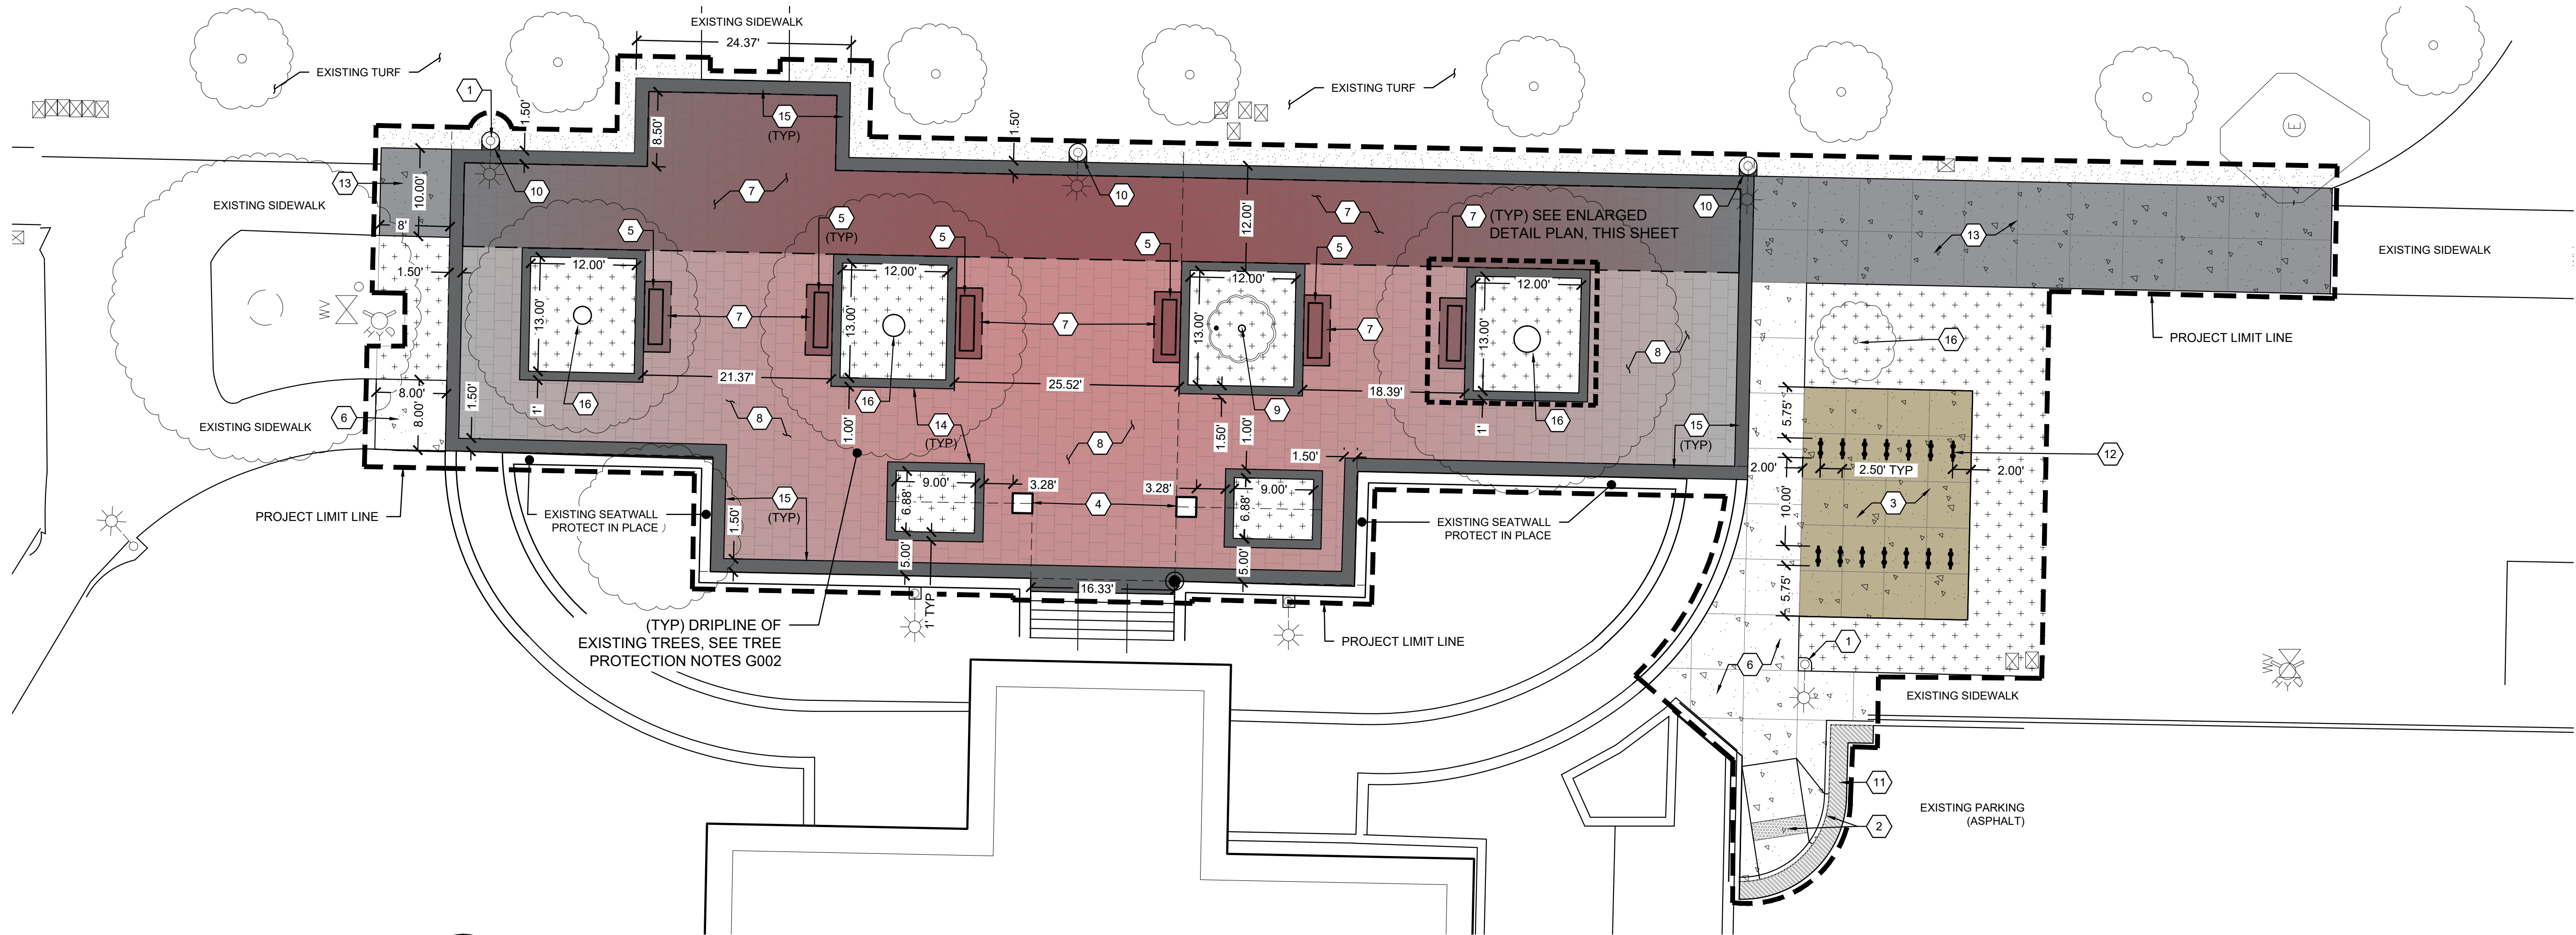 EXISTING SIDEWALK
24.37'
EXISTING TURF
EXISTING TURF
1
1.50'
8.50'
15
(TYP)
1.50'
E
13
10.00'
10
7
10
12.00'
7
10
7
(TYP) SEE ENLARGED
DETAIL PLAN, THIS SHEET
13
EXISTING SIDEWALK
8'
5
5
(TYP)
5
5
5
EXISTING SIDEWALK
1.50'
12.00'
12.00'
12.00'
12.00'
WV
13.00'
7
13.00'
7
13.00'
7
13.00'
8
16
PROJECT LIMIT LINE
21.37'
25.52'
18.39'
8.00'
8.00'
6
EXISTING SIDEWALK
1.50'
1'
16
8
1.00'
16
14
(TYP)
8
1.50'
1.00'
9
1'
16
15
(TYP)
5.75'
12
2.00'
2.50' TYP
2.00'
1.50'
PROJECT LIMIT LINE
EXISTING SEATWALL
PROTECT IN PLACE
15
(TYP)
1.50'
9.00'
6.88'
3.28'
4
3.28'
9.00'
6.88'
EXISTING SEATWALL
PROTECT IN PLACE
10.00'
3
5.00'
5.00'
5.75'
16.33'
1' TYP
(TYP) DRIPLINE OF
EXISTING TREES, SEE TREE
PROTECTION NOTES G002
PROJECT LIMIT LINE
1
6
EXISTING SIDEWALK
WV
11
EXISTING PARKING
(ASPHALT)
2